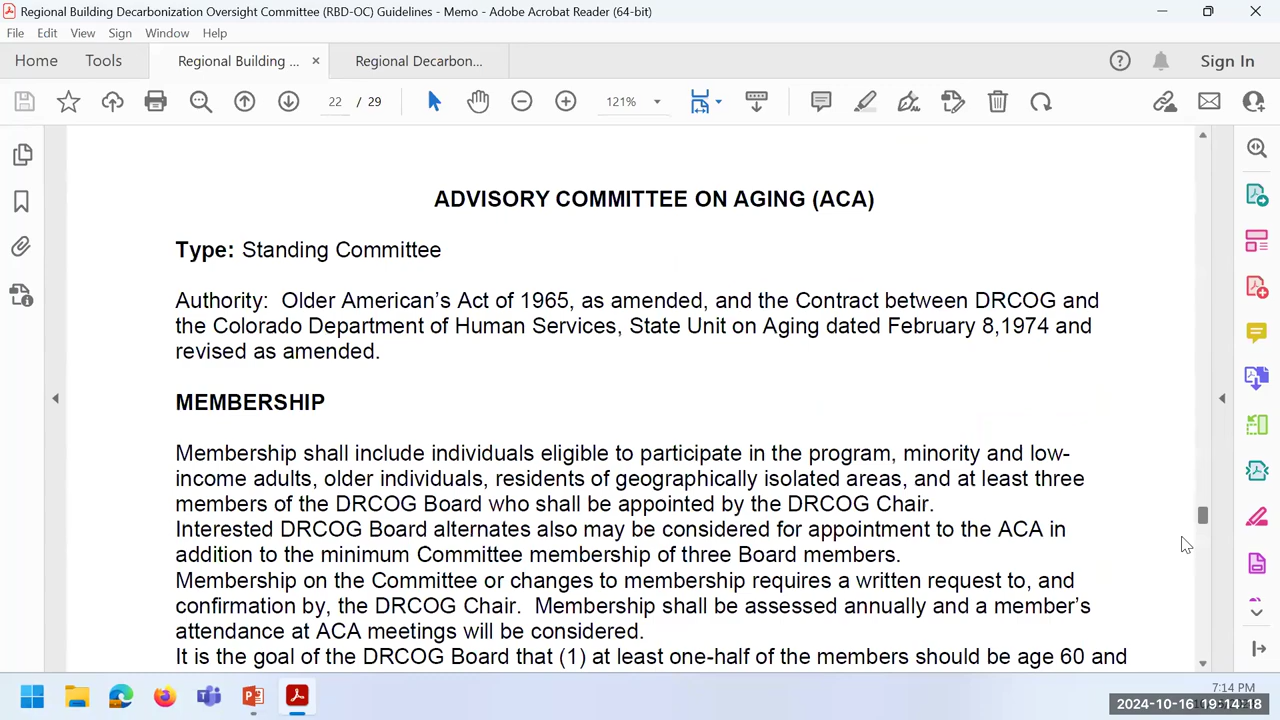 Regional Building Decarbonization Oversight Committee (RBD-OC) Guidelines - Memo - Adobe Acrobat Reader (64-bit)
File Edit View Sign Window Help
Home Tools Regional Building ... × Regional Decarbon... Sign In
22 / 29 121%
ADVISORY COMMITTEE ON AGING (ACA)
Type: Standing Committee
Authority: Older American's Act of 1965, as amended, and the Contract between DRCOG and
the Colorado Department of Human Services, State Unit on Aging dated February 8,1974 and
revised as amended.
MEMBERSHIP
Membership shall include individuals eligible to participate in the program, minority and low-
income adults, older individuals, residents of geographically isolated areas, and at least three
members of the DRCOG Board who shall be appointed by the DRCOG Chair.
Interested DRCOG Board alternates also may be considered for appointment to the ACA in
addition to the minimum Committee membership of three Board members.
Membership on the Committee or changes to membership requires a written request to, and
confirmation by, the DRCOG Chair. Membership shall be assessed annually and a member's
attendance at ACA meetings will be considered.
It is the goal of the DRCOG Board that (1) at least one-half of the members should be age 60 and
7:14 PM
2024-10-16 19:14:18